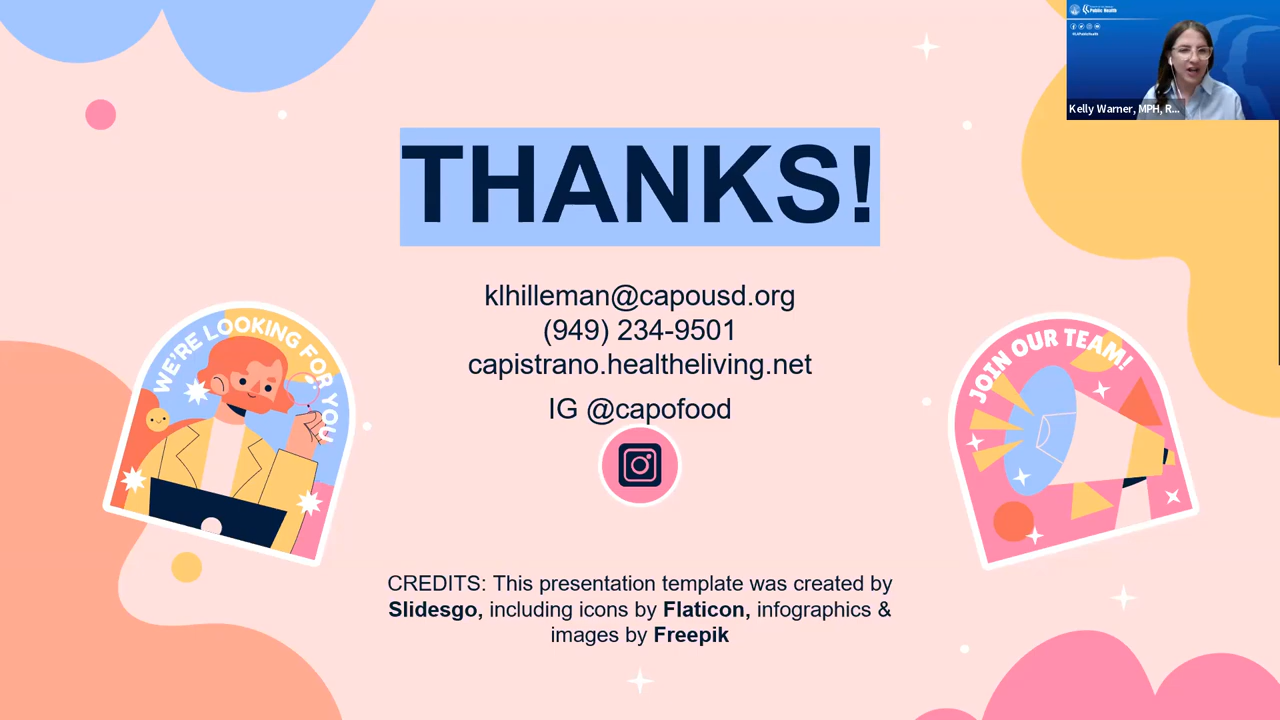 Public Health
Kelly Warner, MPH, R...
THANKS!
klhilleman@capousd.org
(949) 234-9501
capistrano.healtheliving.net
IG @capofood
WE'RE LOOKING FOR YOU
JOIN OUR TEAM!
CREDITS: This presentation template was created by
Slidesgo, including icons by Flaticon, infographics &
images by Freepik